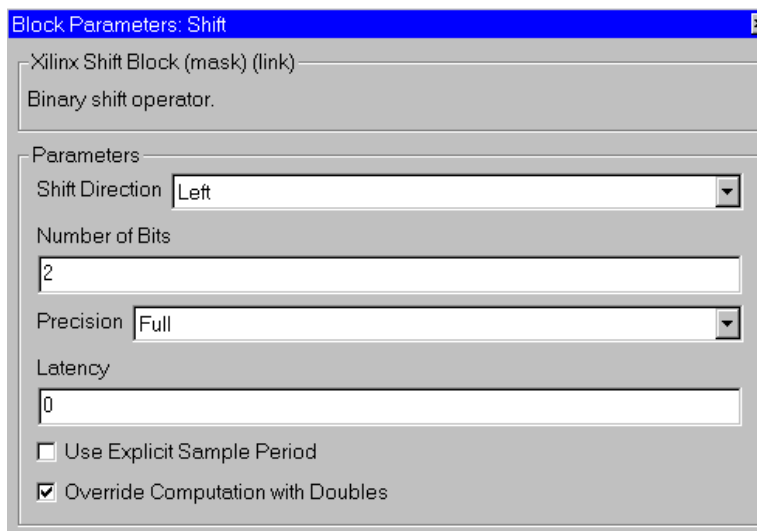 Block Parameters: Shift
Xilinx Shift Block (mask) (link)
Binary shift operator.
Parameters
Shift Direction Left
Number of Bits
2
Precision Full
Latency
0
Use Explicit Sample Period
Override Computation with Doubles